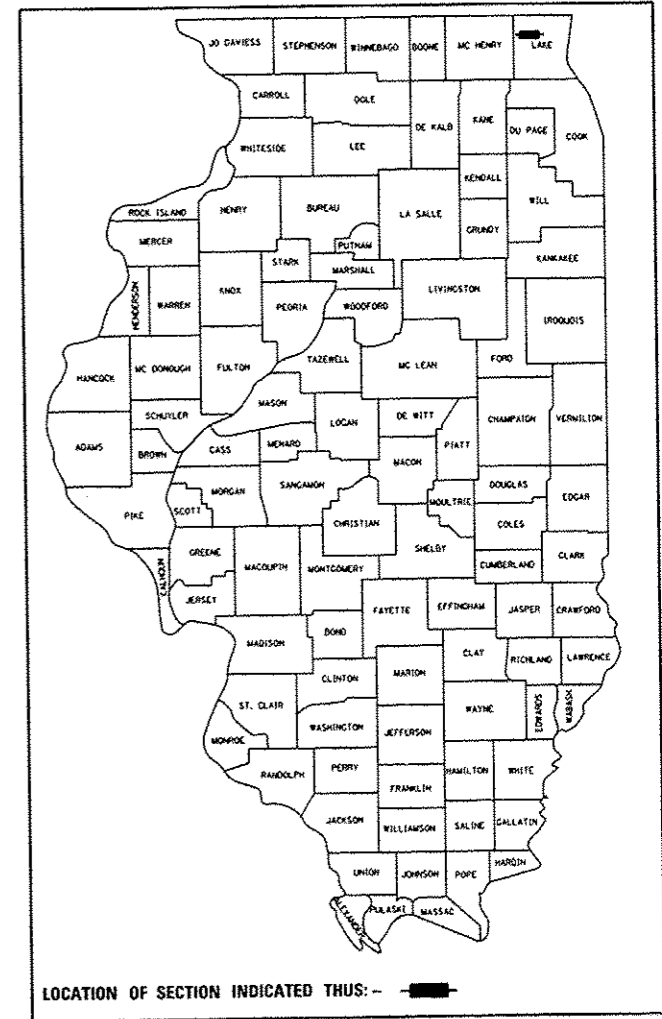 JO DAVIESS STEPHENSON WINNEBAGO BOONE MC HENRY LAKE
CARROLL OGLE DE KALB KANE DU PAGE COOK
WHITESIDE LEE KENDALL WILL
ROCK ISLAND HENRY BUREAU LA SALLE GRUNDY
MERCER PUTNAM KANKAKEE
STARK MARSHALL
HENDERSON WARREN KNOX PEORIA WOODFORD LIVINGSTON IROQUOIS
HANCOCK MC DONOUGH FULTON TAZEWELL MC LEAN FORD
SCHUYLER MASON LOGAN DE WITT CHAMPAIGN VERMILION
ADAMS BROWN CASS MENARD MACON PIATT
PIKE SCOTT MORGAN SANGAMON CHRISTIAN MOULTRIE DOUGLAS EDGAR
COLES
CALHOUN GREENE MACOUPIN MONTGOMERY SHELBY CUMBERLAND CLARK
JERSEY FAYETTE EFFINGHAM JASPER CRAWFORD
MADISON BOND CLAY RICHLAND LAWRENCE
CLINTON MARION
ST. CLAIR WAYNE EDWARDS WABASH
MONROE WASHINGTON JEFFERSON
RANDOLPH PERRY HAMILTON WHITE
FRANKLIN
JACKSON WILLIAMSON SALINE GALLATIN
UNION JOHNSON POPE HARDIN
ALEXANDER PULASKI MASSAC
LOCATION OF SECTION INDICATED THUS: -